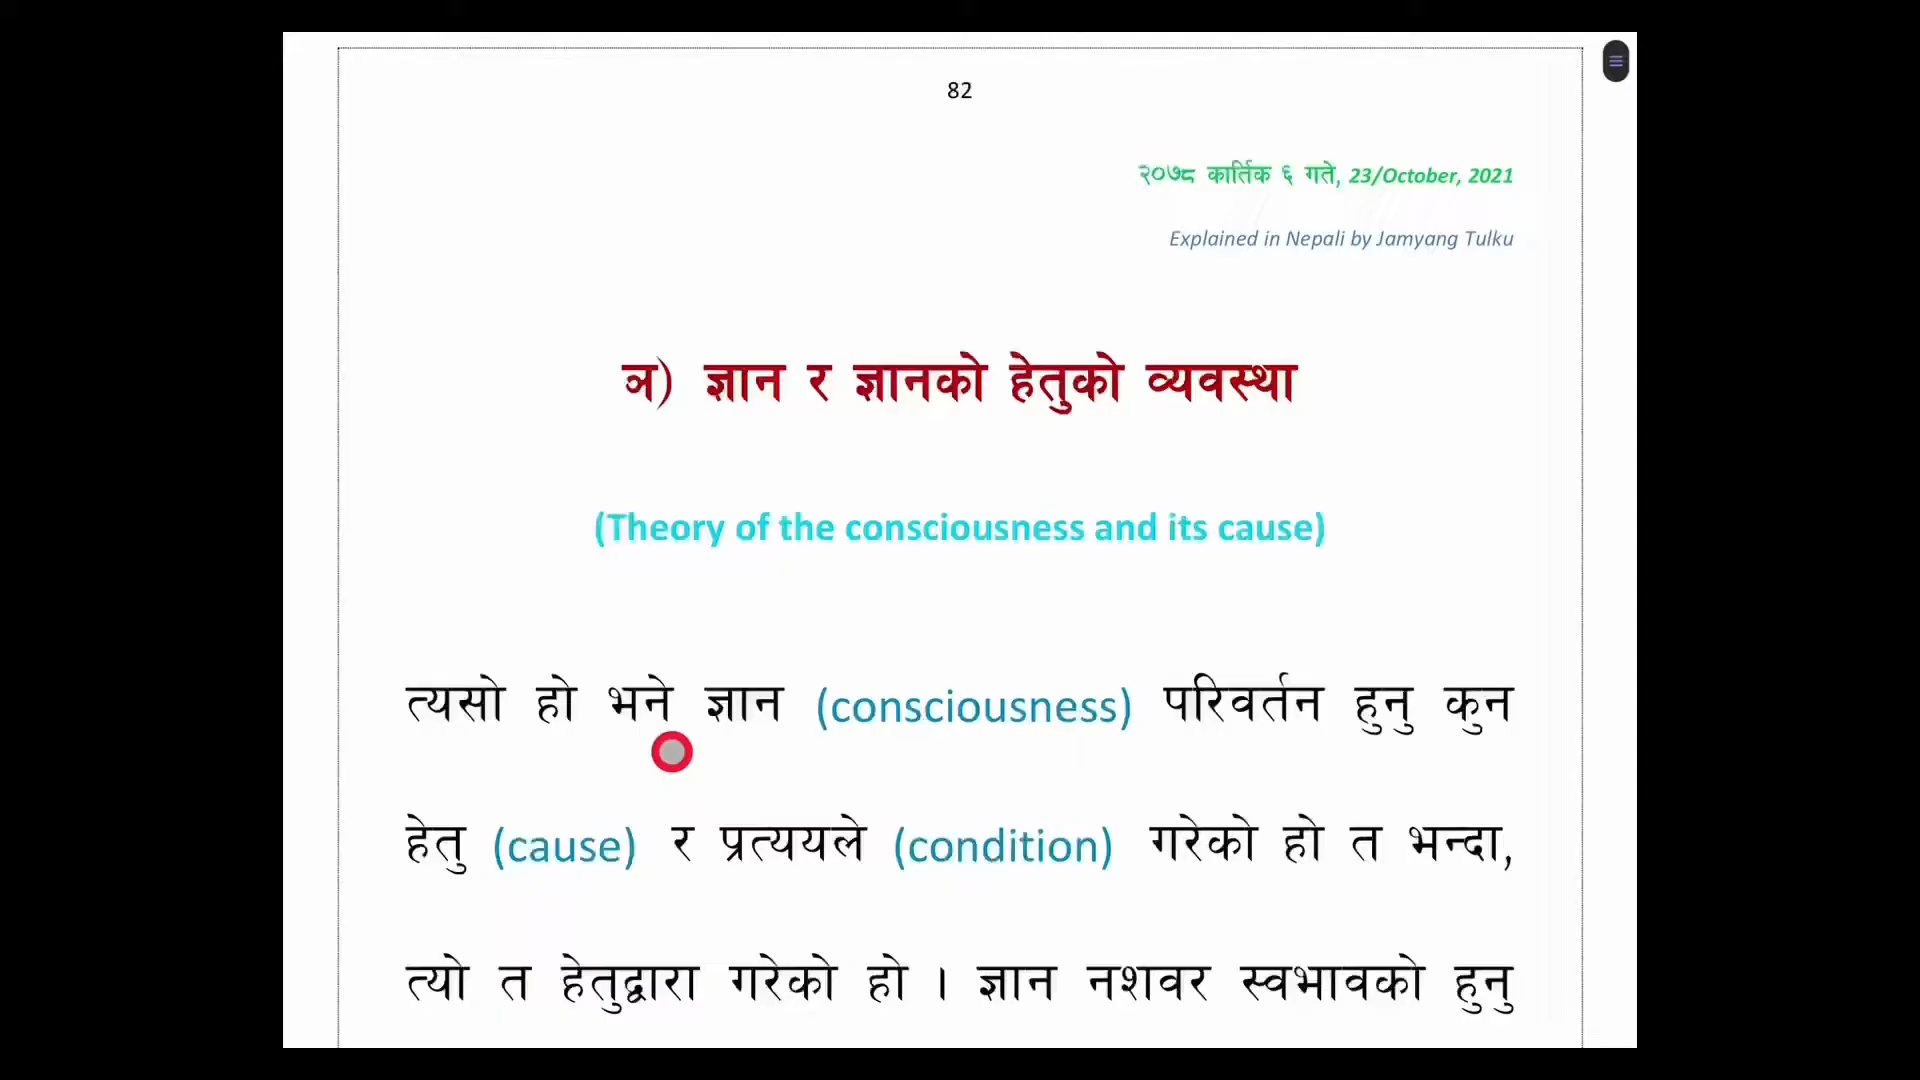 82
२०७८ कार्तिक ६ गते, 23/October, 2021
Explained in Nepali by Jamyang Tulku
ञ) ज्ञान र ज्ञानको हेतुको व्यवस्था
(Theory of the consciousness and its cause)
त्यसो हो भने ज्ञान (consciousness) परिवर्तन हुनु कुन
हेतु (cause) र प्रत्ययले (condition) गरेको हो त भन्दा,
त्यो त हेतुद्वारा गरेको हो । ज्ञान नशवर स्वभावको हुनु